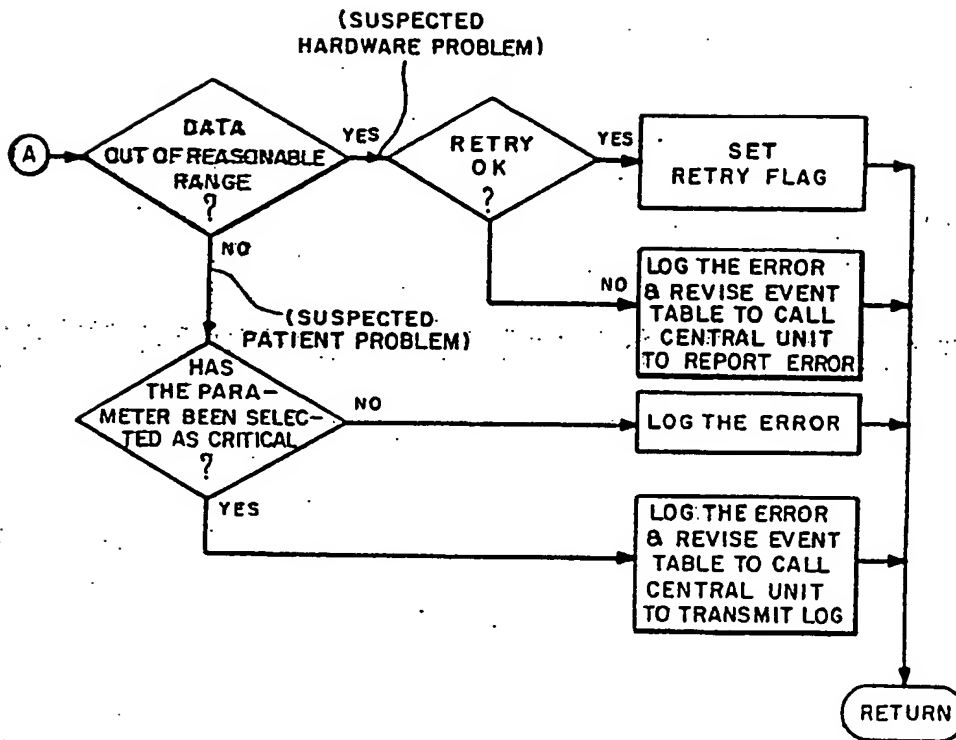 (SUSPECTED
HARDWARE PROBLEM)
A
DATA
OUT OF REASONABLE
RANGE
?
YES
RETRY
OK
?
YES
SET
RETRY FLAG
NO
NO
LOG THE ERROR
& REVISE EVENT
TABLE TO CALL
CENTRAL UNIT
TO REPORT ERROR
(SUSPECTED
PATIENT PROBLEM)
HAS
THE PARA-
METER BEEN SELEC-
TED AS CRITICAL
?
NO
LOG THE ERROR
YES
LOG THE ERROR
& REVISE EVENT
TABLE TO CALL
CENTRAL UNIT
TO TRANSMIT LOG
RETURN